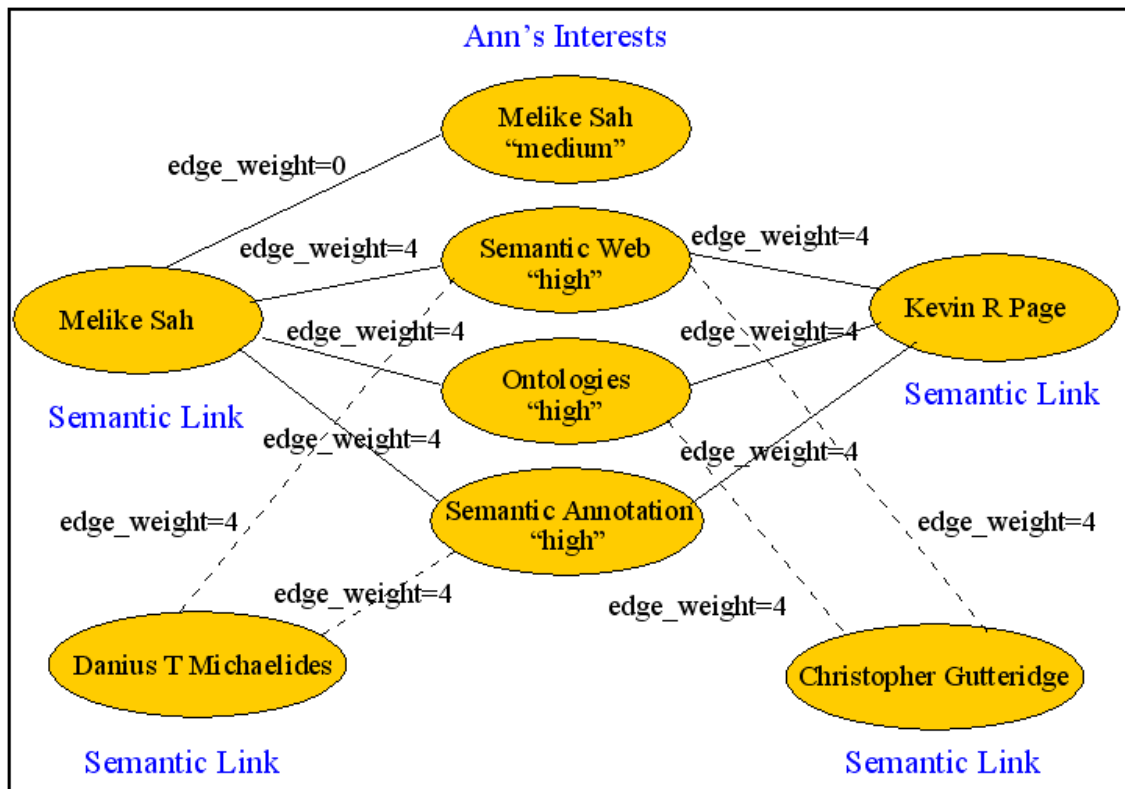 Ann's Interests
Melike Sah
“medium”
edge_weight=0
edge_weight=4
Semantic Web
“high”
edge_weight=4
Melike Sah
Kevin R Page
edge_weight=4
edge_weight=4
Ontologies
“high”
Semantic Link
Semantic Link
edge_weight=4
edge_weight=4
Semantic Annotation
“high”
edge_weight=4
edge_weight=4
edge_weight=4
edge_weight=4
Danius T Michaelides
Christopher Gutteridge
Semantic Link
Semantic Link